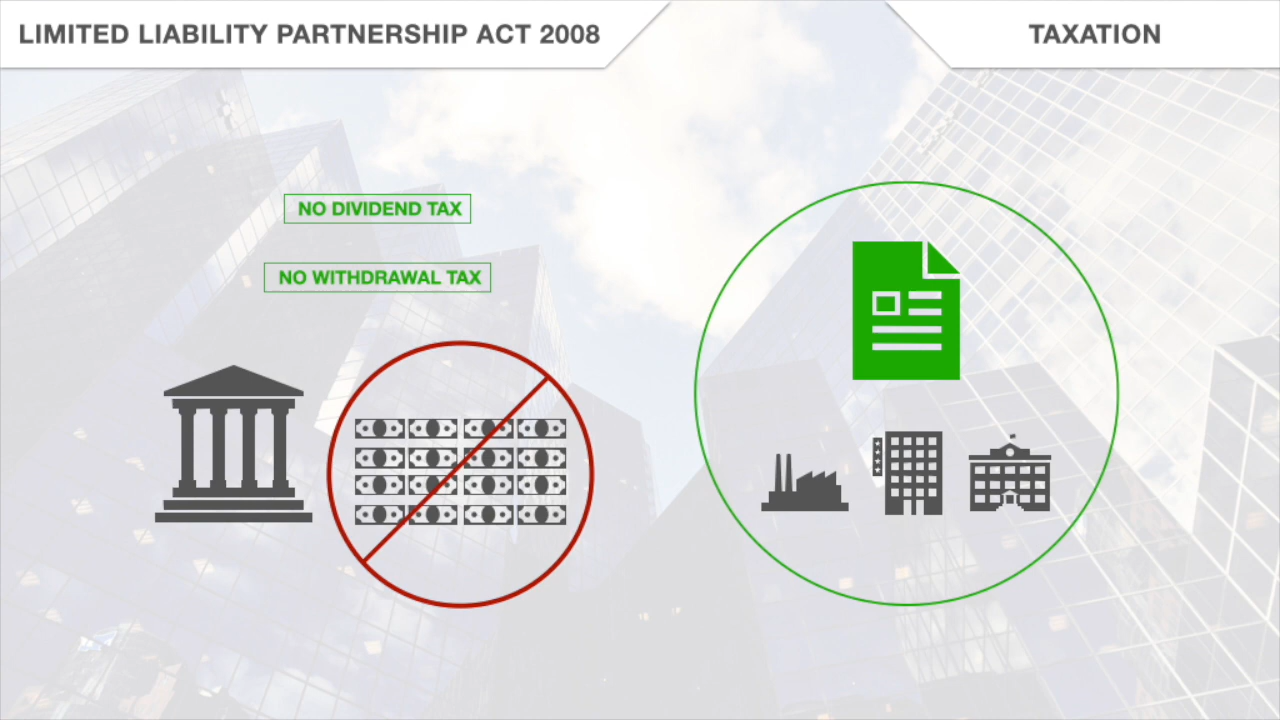 LIMITED LIABILITY PARTNERSHIP ACT 2008
TAXATION
NO DIVIDEND TAX
NO WITHDRAWAL TAX